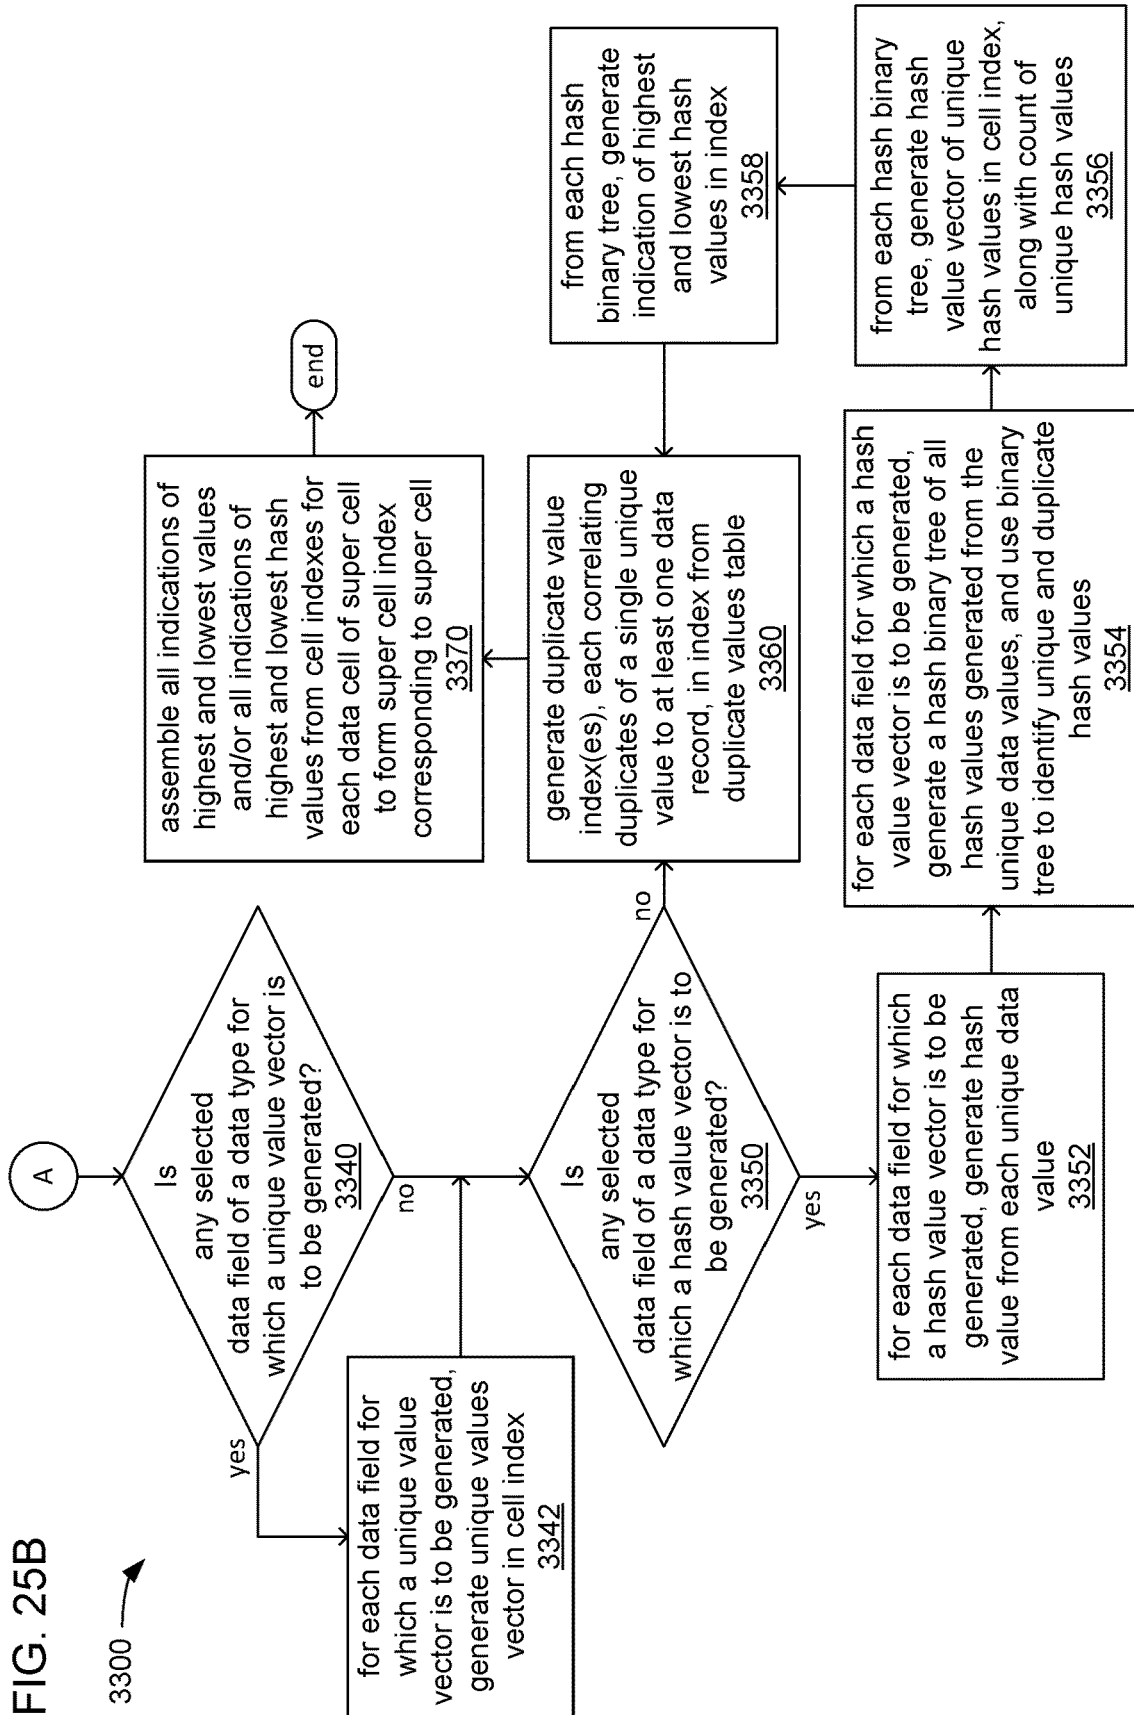 FIG. 25B
3300
A
Is
any selected
data field of a data type for
which a unique value vector is
to be generated?
3340
yes
no
for each data field for
which a unique value
vector is to be generated,
generate unique values
vector in cell index
3342
Is
any selected
data field of a data type for
which a hash value vector is to
be generated?
3350
yes
no
for each data field for which
a hash value vector is to be
generated, generate hash
value from each unique data
value
3352
for each data field for which a hash
value vector is to be generated,
generate a hash binary tree of all
hash values generated from the
unique data values, and use binary
tree to identify unique and duplicate
hash values
3354
from each hash binary
tree, generate hash
value vector of unique
hash values in cell index,
along with count of
unique hash values
3356
from each hash
binary tree, generate
indication of highest
and lowest hash
values in index
3358
generate duplicate value
index(es), each correlating
duplicates of a single unique
value to at least one data
record, in index from
duplicate values table
3360
assemble all indications of
highest and lowest values
and/or all indications of
highest and lowest hash
values from cell indexes for
each data cell of super cell
to form super cell index
corresponding to super cell
3370
end